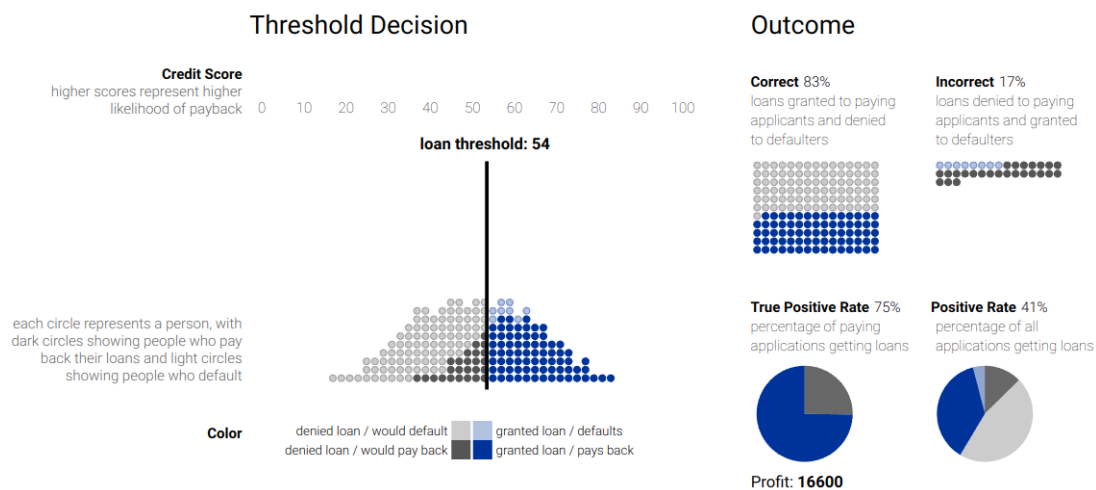 Threshold Decision
Outcome
Credit Score
higher scores represent higher
likelihood of payback
0 10 20 30 40 50 60 70 80 90 100
loan threshold: 54
Correct 83%
loans granted to paying
applicants and denied
to defaulters
Incorrect 17%
loans denied to paying
applicants and granted
to defaulters
each circle represents a person, with
dark circles showing people who pay
back their loans and light circles
showing people who default
True Positive Rate 75%
percentage of paying
applications getting loans
Positive Rate 41%
percentage of all
applications getting loans
Color
denied loan / would default
granted loan / defaults
denied loan / would pay back
granted loan / pays back
Profit: 16600